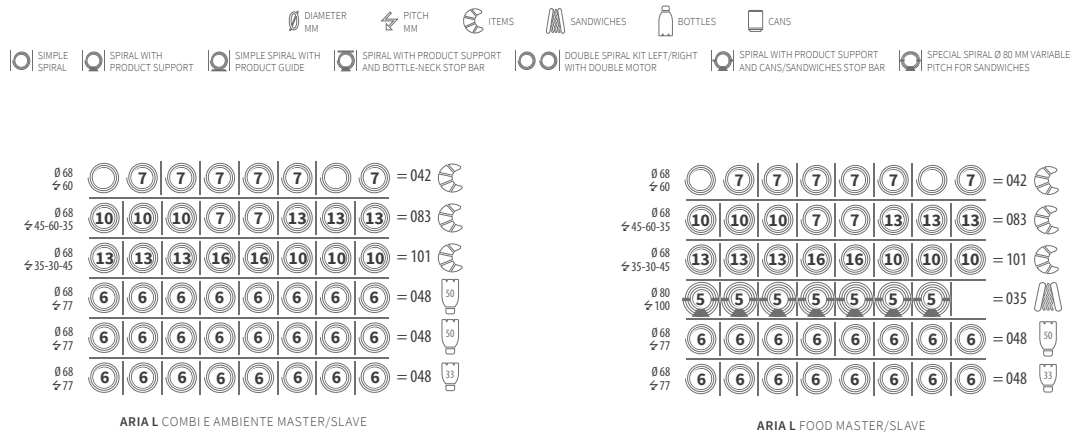 DIAMETER MM
PITCH MM
ITEMS
SANDWICHES
BOTTLES
CANS
SIMPLE SPIRAL
SPIRAL WITH PRODUCT SUPPORT
SIMPLE SPIRAL WITH PRODUCT GUIDE
SPIRAL WITH PRODUCT SUPPORT AND BOTTLE-NECK STOP BAR
DOUBLE SPIRAL KIT LEFT/RIGHT WITH DOUBLE MOTOR
SPIRAL WITH PRODUCT SUPPORT AND CANS/SANDWICHES STOP BAR
SPECIAL SPIRAL Ø 80 MM VARIABLE PITCH FOR SANDWICHES
Ø 68
60
7 7 7 7 7 7 = 042
Ø 68
45-60-35
10 10 10 7 7 13 13 13 = 083
Ø 68
35-30-45
13 13 13 16 16 10 10 10 = 101
Ø 68
77
6 6 6 6 6 6 6 6 = 048 50
Ø 68
77
6 6 6 6 6 6 6 6 = 048 50
Ø 68
77
6 6 6 6 6 6 6 6 = 048 33
ARIA L COMBI E AMBIENTE MASTER/SLAVE
Ø 68
60
7 7 7 7 7 7 = 042
Ø 68
45-60-35
10 10 10 7 7 13 13 13 = 083
Ø 68
35-30-45
13 13 13 16 16 10 10 10 = 101
Ø 80
100
5 5 5 5 5 5 5 = 035
Ø 68
77
6 6 6 6 6 6 6 6 = 048 50
Ø 68
77
6 6 6 6 6 6 6 6 = 048 33
ARIA L FOOD MASTER/SLAVE